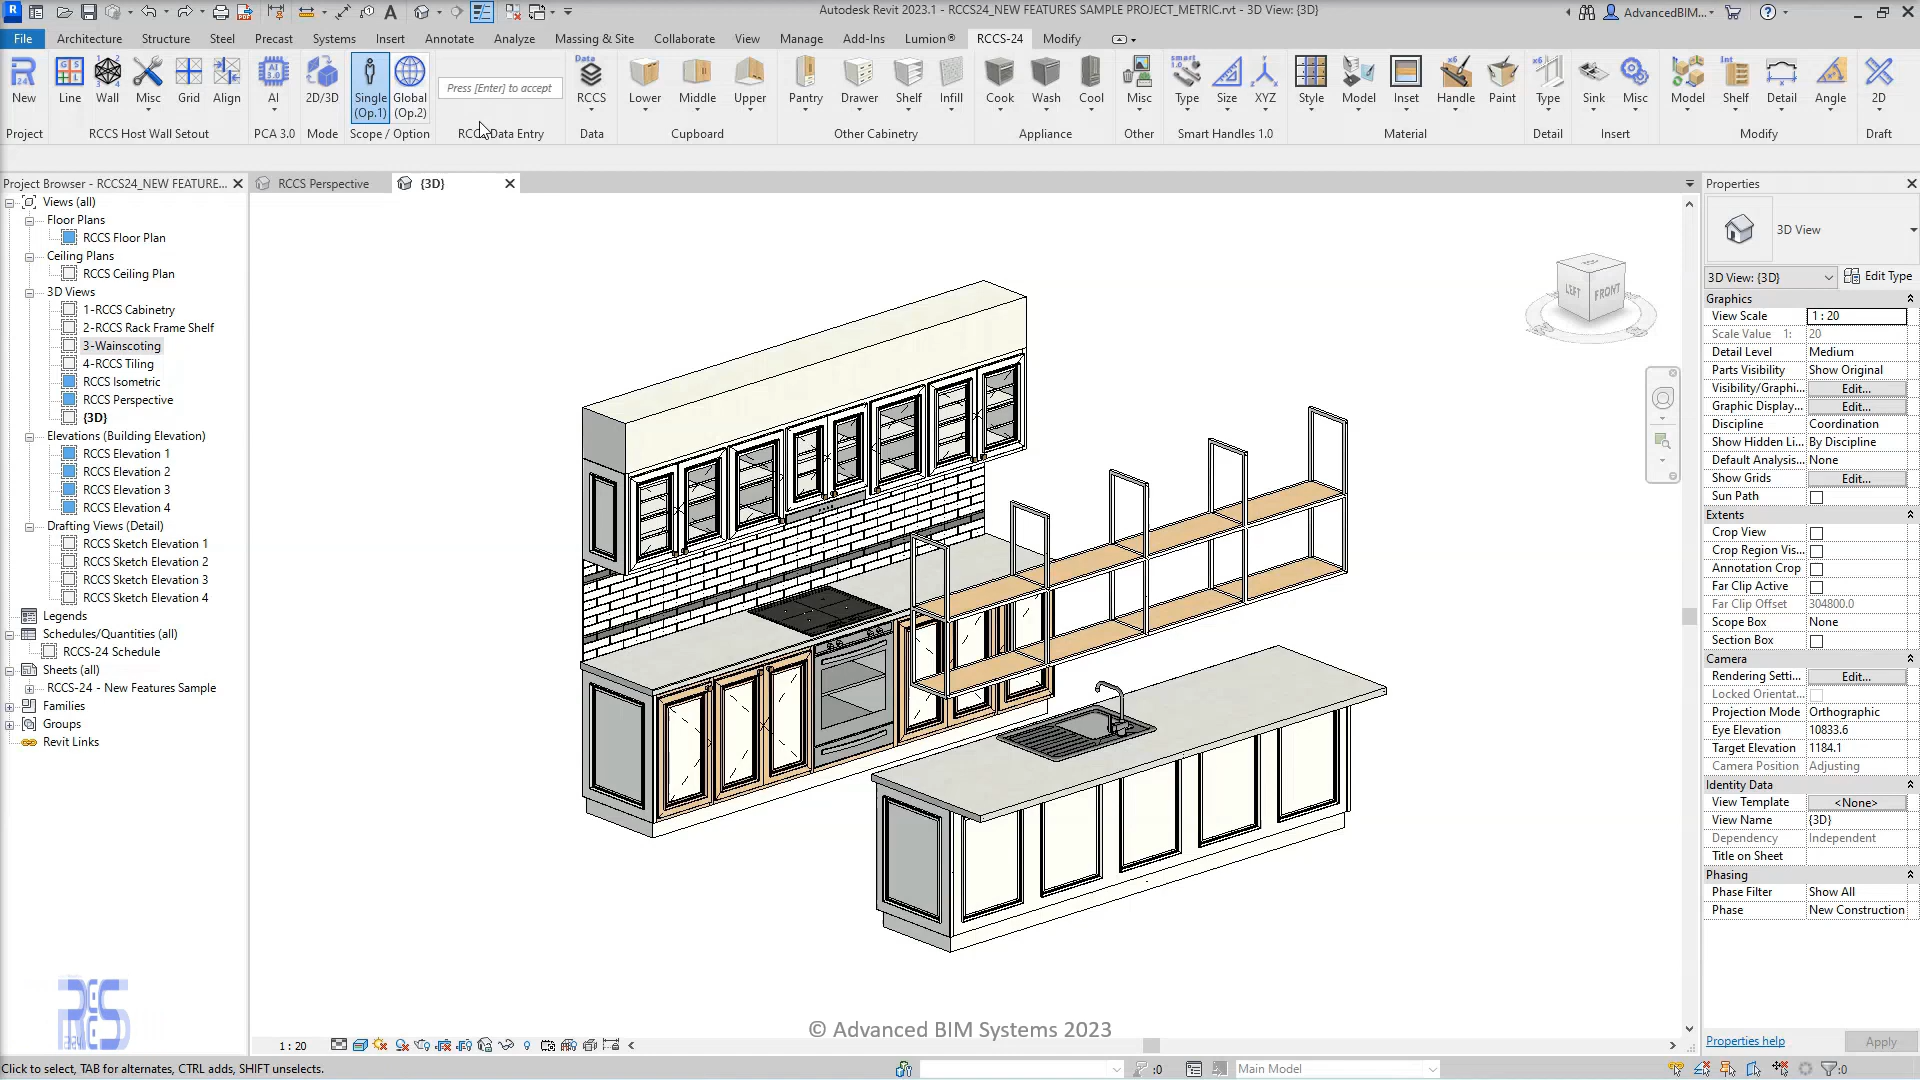 Autodesk Revit 2023.1 - RCCS24_NEW FEATURES SAMPLE PROJECT_METRIC.rvt - 3D View: {3D}
AdvancedBIM...
File Architecture Structure Steel Precast Systems Insert Annotate Analyze Massing & Site Collaborate View Manage Add-Ins Lumion® RCCS-24 Modify
Press [Enter] to accept
New Line Wall Misc Grid Align AI 2D/3D Single Global RCCS Lower Middle Upper Pantry Drawer Shelf Infill Cook Wash Cool Misc Type Size XYZ Style Model Inset Handle Paint Type Sink Misc Model Shelf Detail Angle 2D
(Op.1) (Op.2)
Project RCCS Host Wall Setout PCA 3.0 Mode Scope / Option RCCS Data Entry Data Cupboard Other Cabinetry Appliance Other Smart Handles 1.0 Material Detail Insert Modify Draft
Project Browser - RCCS24_NEW FEATURE...
RCCS Perspective
{3D}
Views (all)
Floor Plans
RCCS Floor Plan
Ceiling Plans
RCCS Ceiling Plan
3D Views
1-RCCS Cabinetry
2-RCCS Rack Frame Shelf
3-Wainscoting
4-RCCS Tiling
RCCS Isometric
RCCS Perspective
{3D}
Elevations (Building Elevation)
RCCS Elevation 1
RCCS Elevation 2
RCCS Elevation 3
RCCS Elevation 4
Drafting Views (Detail)
RCCS Sketch Elevation 1
RCCS Sketch Elevation 2
RCCS Sketch Elevation 3
RCCS Sketch Elevation 4
Legends
Schedules/Quantities (all)
RCCS-24 Schedule
Sheets (all)
RCCS-24 - New Features Sample
Families
Groups
Revit Links
LEFT FRONT
Properties
3D View
3D View: {3D} Edit Type
Graphics
View Scale 1 : 20
Scale Value 1: 20
Detail Level Medium
Parts Visibility Show Original
Visibility/Graphi... Edit...
Graphic Display... Edit...
Discipline Coordination
Show Hidden Li... By Discipline
Default Analysis... None
Show Grids Edit...
Sun Path
Extents
Crop View
Crop Region Vis...
Annotation Crop
Far Clip Active
Far Clip Offset 304800.0
Scope Box None
Section Box
Camera
Rendering Setti... Edit...
Locked Orientat...
Projection Mode Orthographic
Eye Elevation 10833.6
Target Elevation 1184.1
Camera Position Adjusting
Identity Data
View Template <None>
View Name {3D}
Dependency Independent
Title on Sheet
Phasing
Phase Filter Show All
Phase New Construction
Properties help
Apply
© Advanced BIM Systems 2023
1 : 20
Click to select, TAB for alternates, CTRL adds, SHIFT unselects.
:0
Main Model
:0